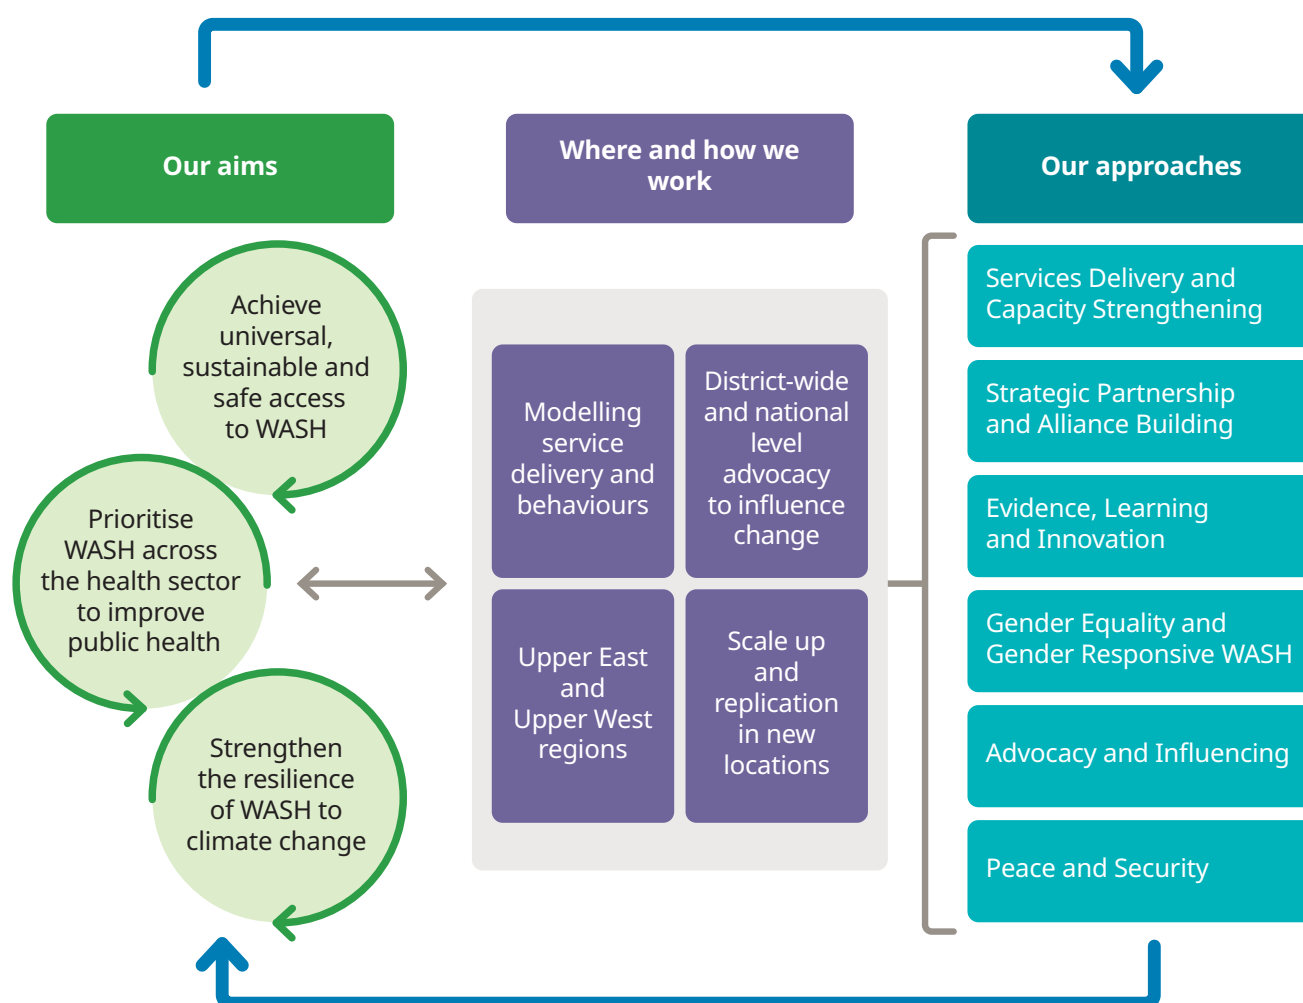 Our aims
Where and how we
work
Our approaches
Achieve
universal,
sustainable and
safe access
to WASH
Prioritise
WASH across
the health sector
to improve
public health
Strengthen
the resilience
of WASH to
climate change
Modelling
service
delivery and
behaviours
District-wide
and national
level
advocacy
to influence
change
Upper East
and
Upper West
regions
Scale up
and
replication
in new
locations
Services Delivery and
Capacity Strengthening
Strategic Partnership
and Alliance Building
Evidence, Learning
and Innovation
Gender Equality and
Gender Responsive WASH
Advocacy and Influencing
Peace and Security